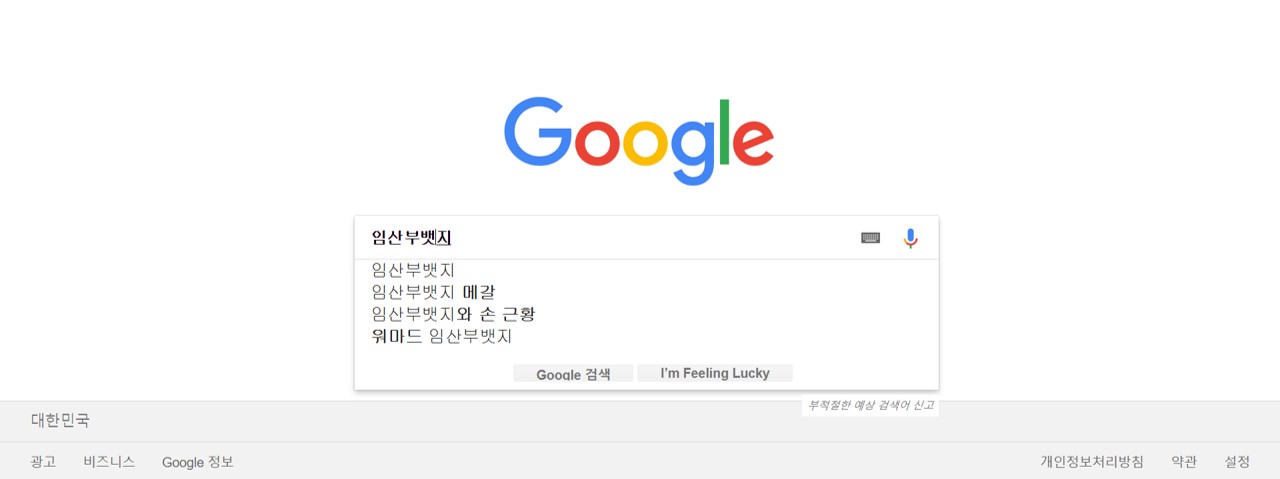 Google
임산부뱃지
임산부뱃지
임산부뱃지 메갈
임산부뱃지와 손 근황
워마드 임산부뱃지
Google 검색 I'm Feeling Lucky
부적절한 예상 검색어 신고
대한민국
광고 비즈니스 Google 정보 개인정보처리방침 약관 설정